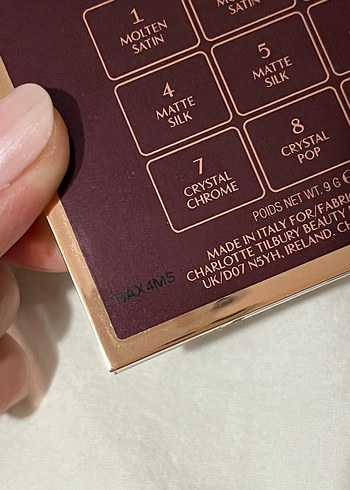 1
MOLTEN
SATIN
SATIN
4
MATTE
SILK
5
MATTE
SILK
7
CRYSTAL
CHROME
8
CRYSTAL
POP
POIDS NET WT. 9 G
MADE IN ITALY FOR/FABRI
CHARLOTTE TILBURY BEAUTY
UK/D07 N5YH. IRELAND. CH
AX4MS